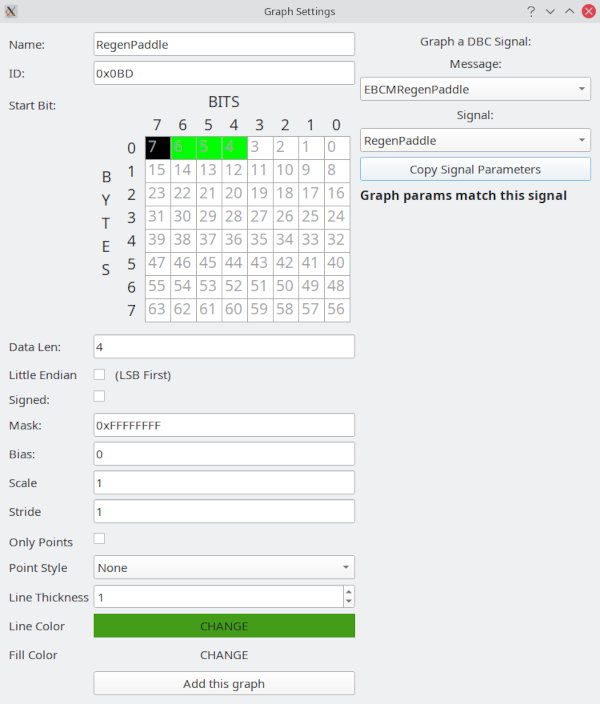 Graph Settings
Name: RegenPaddle
ID: 0x0BD
Start Bit:
BITS
7 6 5 4 3 2 1 0
BYTES
0 7 6 5 4 3 2 1 0
1 15 14 13 12 11 10 9 8
2 23 22 21 20 19 18 17 16
3 31 30 29 28 27 26 25 24
4 39 38 37 36 35 34 33 32
5 47 46 45 44 43 42 41 40
6 55 54 53 52 51 50 49 48
7 63 62 61 60 59 58 57 56
Data Len: 4
Little Endian (LSB First)
Signed:
Mask: 0xFFFFFFFF
Bias: 0
Scale 1
Stride 1
Only Points
Point Style None
Line Thickness 1
Line Color CHANGE
Fill Color CHANGE
Add this graph
Graph a DBC Signal:
Message:
EBCMRegenPaddle
Signal:
RegenPaddle
Copy Signal Parameters
Graph params match this signal